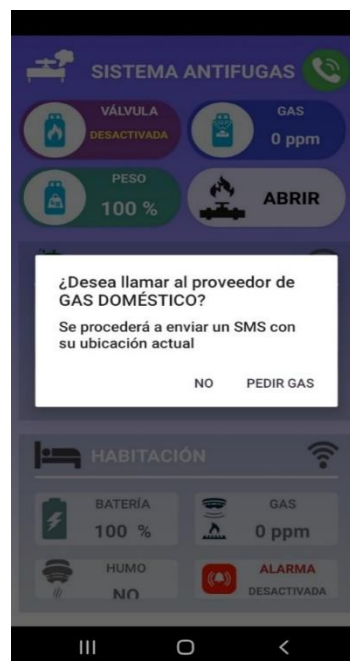 SISTEMA ANTIFUGAS
VÁLVULA
DESACTIVADA
GAS
0 ppm
PESO
100 %
ABRIR
¿Desea llamar al proveedor de
GAS DOMÉSTICO?
Se procederá a enviar un SMS con
su ubicación actual
NO PEDIR GAS
HABITACIÓN
BATERÍA
100 %
GAS
0 ppm
HUMO
NO
ALARMA
DESACTIVADA